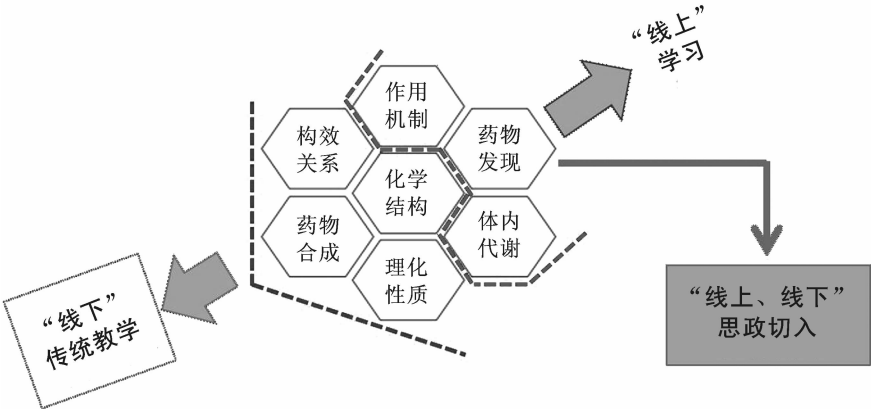 “线上”
学习
作用
机制
构效
关系
药物
发现
化学
结构
药物
合成
体内
代谢
理化
性质
“线下”
传统教学
“线上、线下”
思政切入